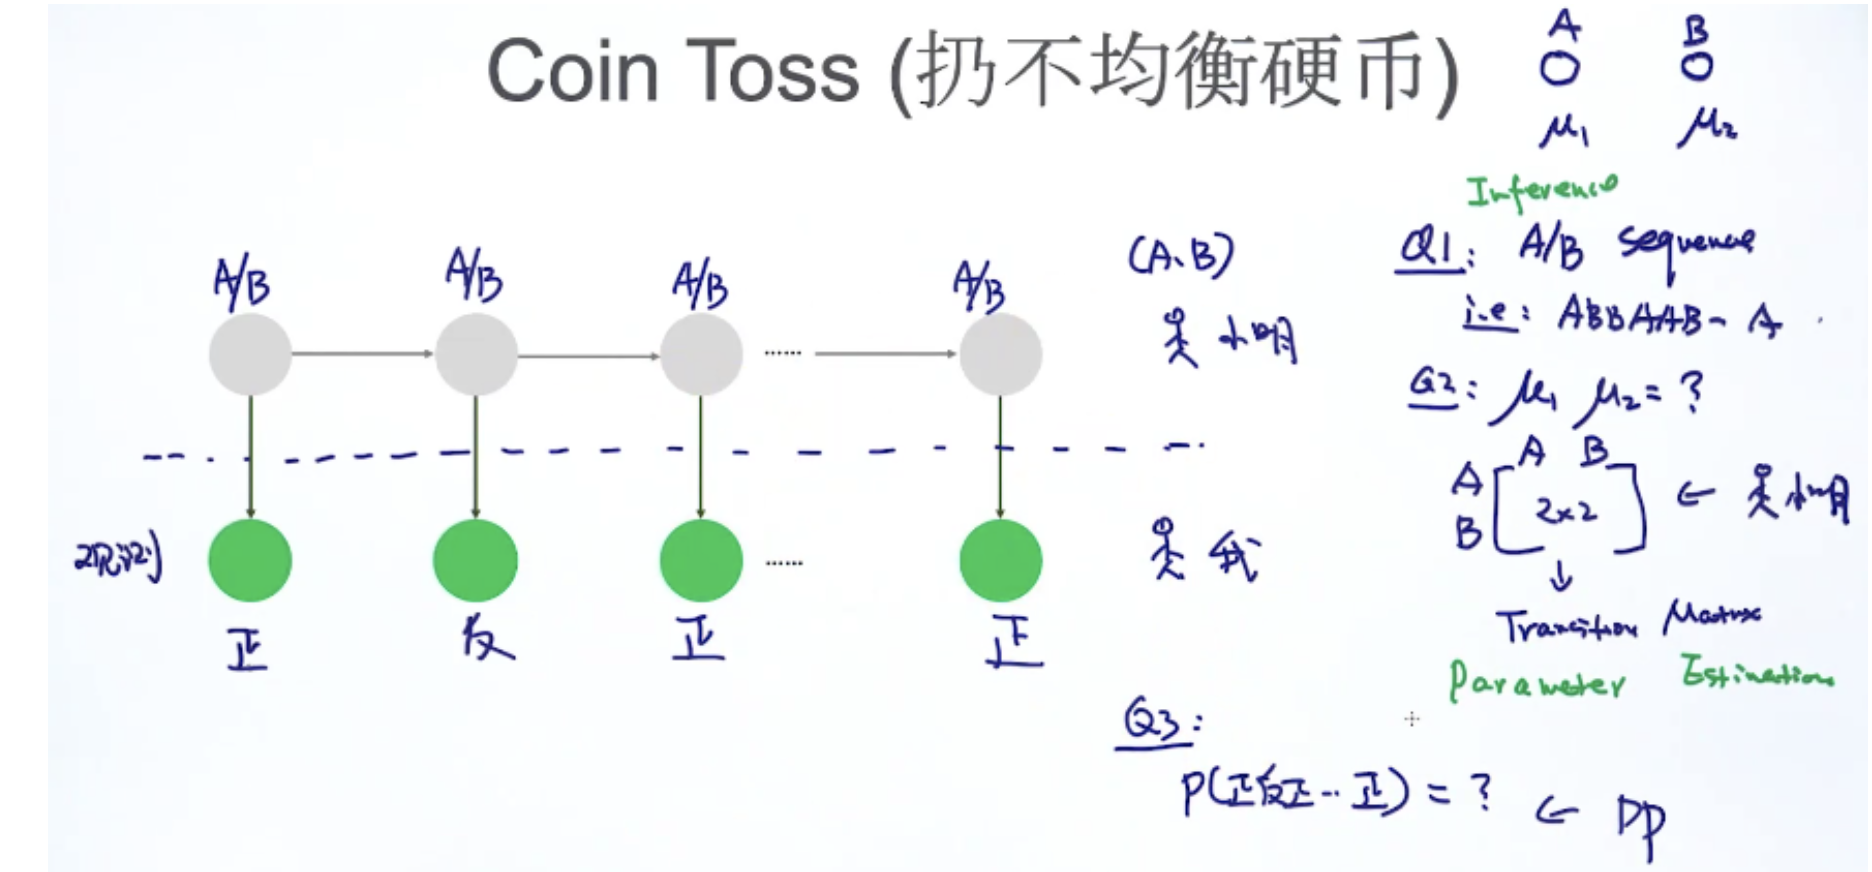 Coin Toss (扔不均衡硬币)
A B
μ₁ μ₂
Inference
Q1: A/B sequence
i.e: ABBAAB- A
A/B A/B A/B A/B
(A、B)
小明
......
Q2: μ₁ μ₂ = ?
A B
A
B
2x2
← 小明
↓
Transition Matrix
Parameter Estimation
观测
......
我
正 反 正 正
Q3:
P(正反正...正) = ? ← DP